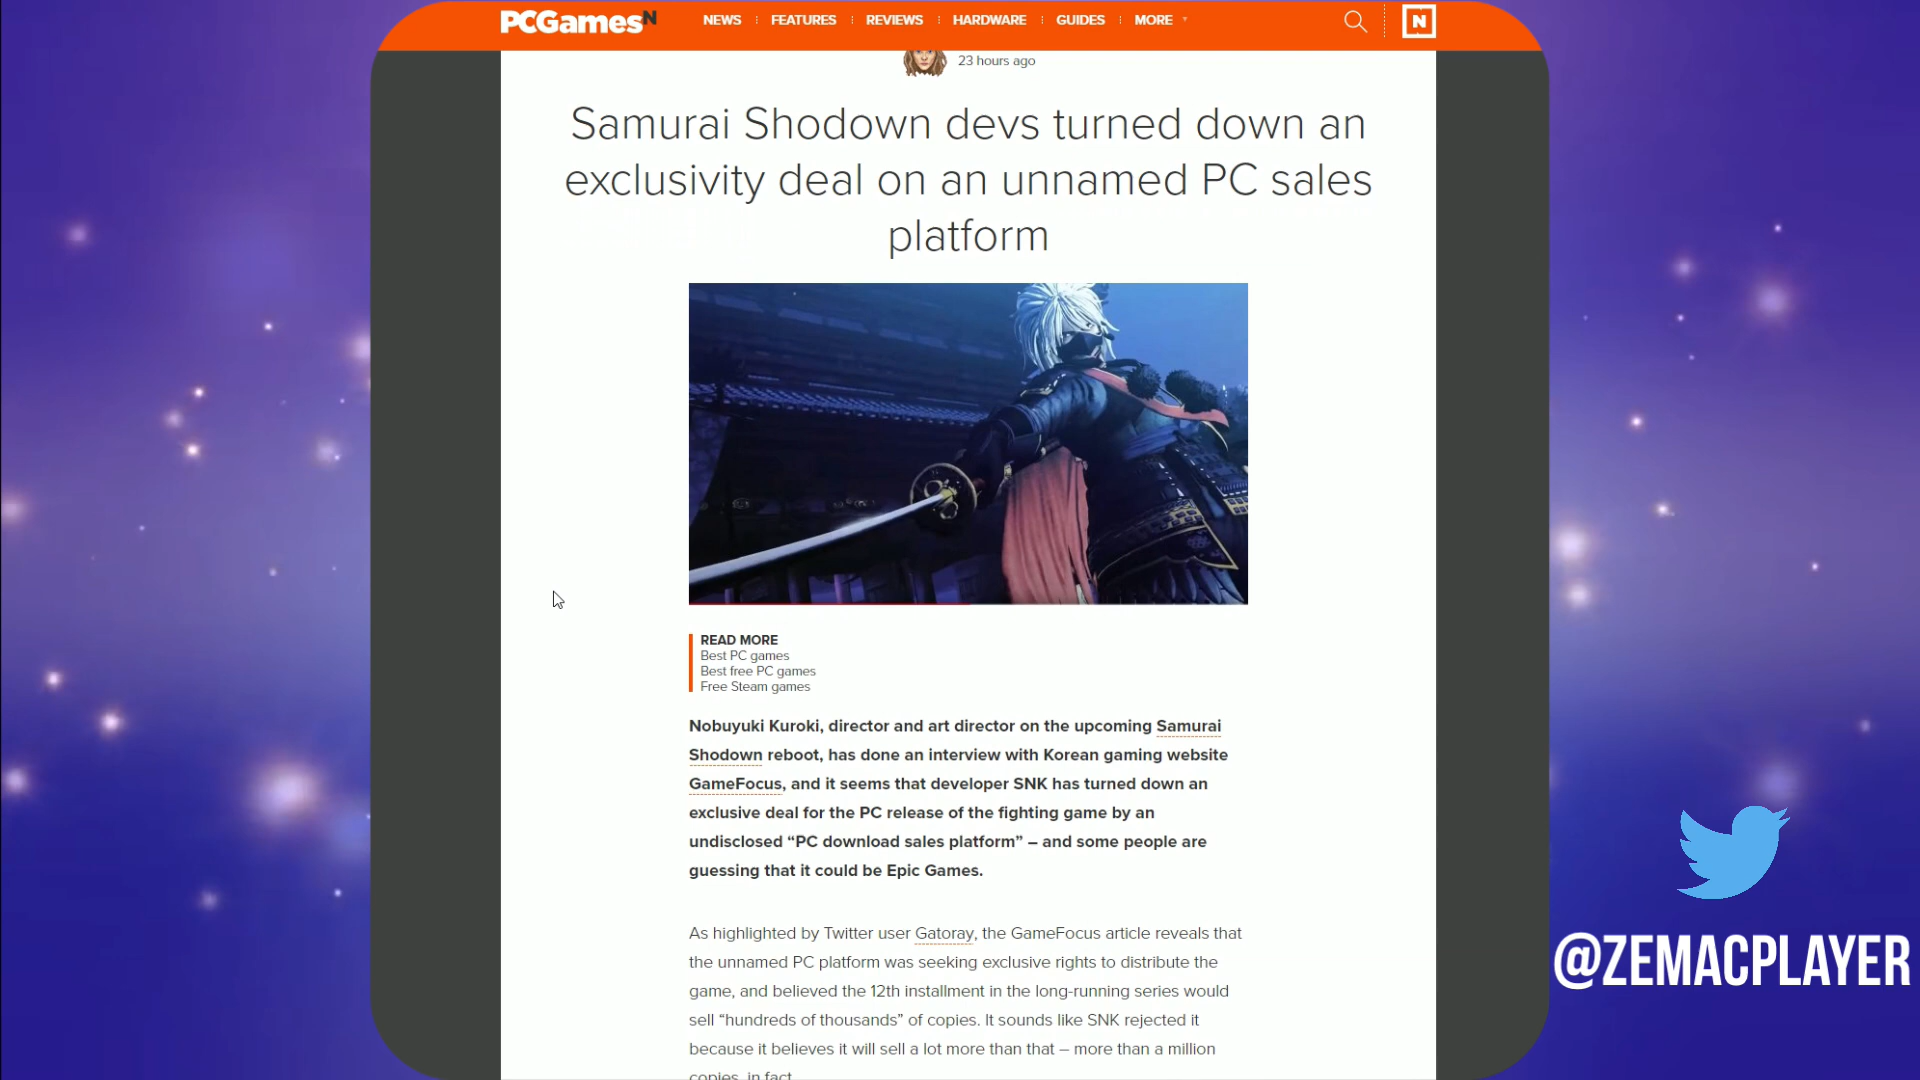 PCGamesN
NEWS FEATURES REVIEWS HARDWARE GUIDES MORE
N
23 hours ago
Samurai Shodown devs turned down an
exclusivity deal on an unnamed PC sales
platform
READ MORE
Best PC games
Best free PC games
Free Steam games
Nobuyuki Kuroki, director and art director on the upcoming Samurai
Shodown reboot, has done an interview with Korean gaming website
GameFocus, and it seems that developer SNK has turned down an
exclusive deal for the PC release of the fighting game by an
undisclosed “PC download sales platform” – and some people are
guessing that it could be Epic Games.
As highlighted by Twitter user Gatoray, the GameFocus article reveals that
the unnamed PC platform was seeking exclusive rights to distribute the
game, and believed the 12th installment in the long-running series would
sell “hundreds of thousands” of copies. It sounds like SNK rejected it
because it believes it will sell a lot more than that – more than a million
copies, in fact.
@ZEMACPLAYER